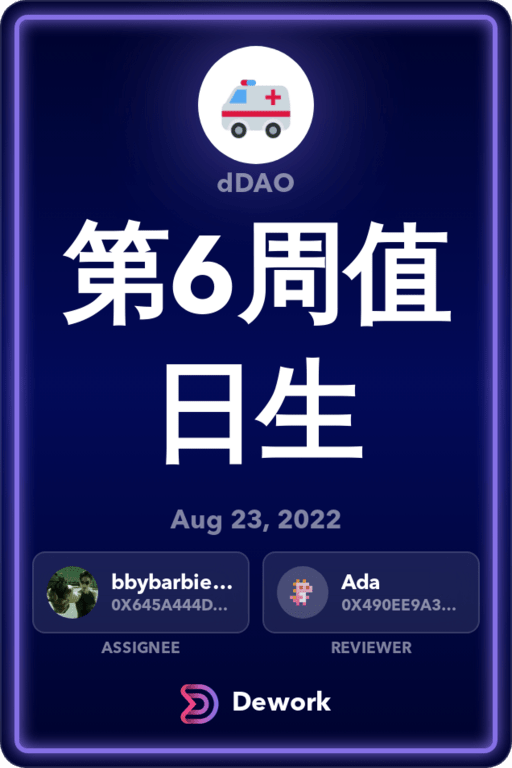 dDAO
第6周值
日生
Aug 23, 2022
bbybarbie...
0X645A444D...
ASSIGNEE
Ada
0X490EE9A3...
REVIEWER
Dework